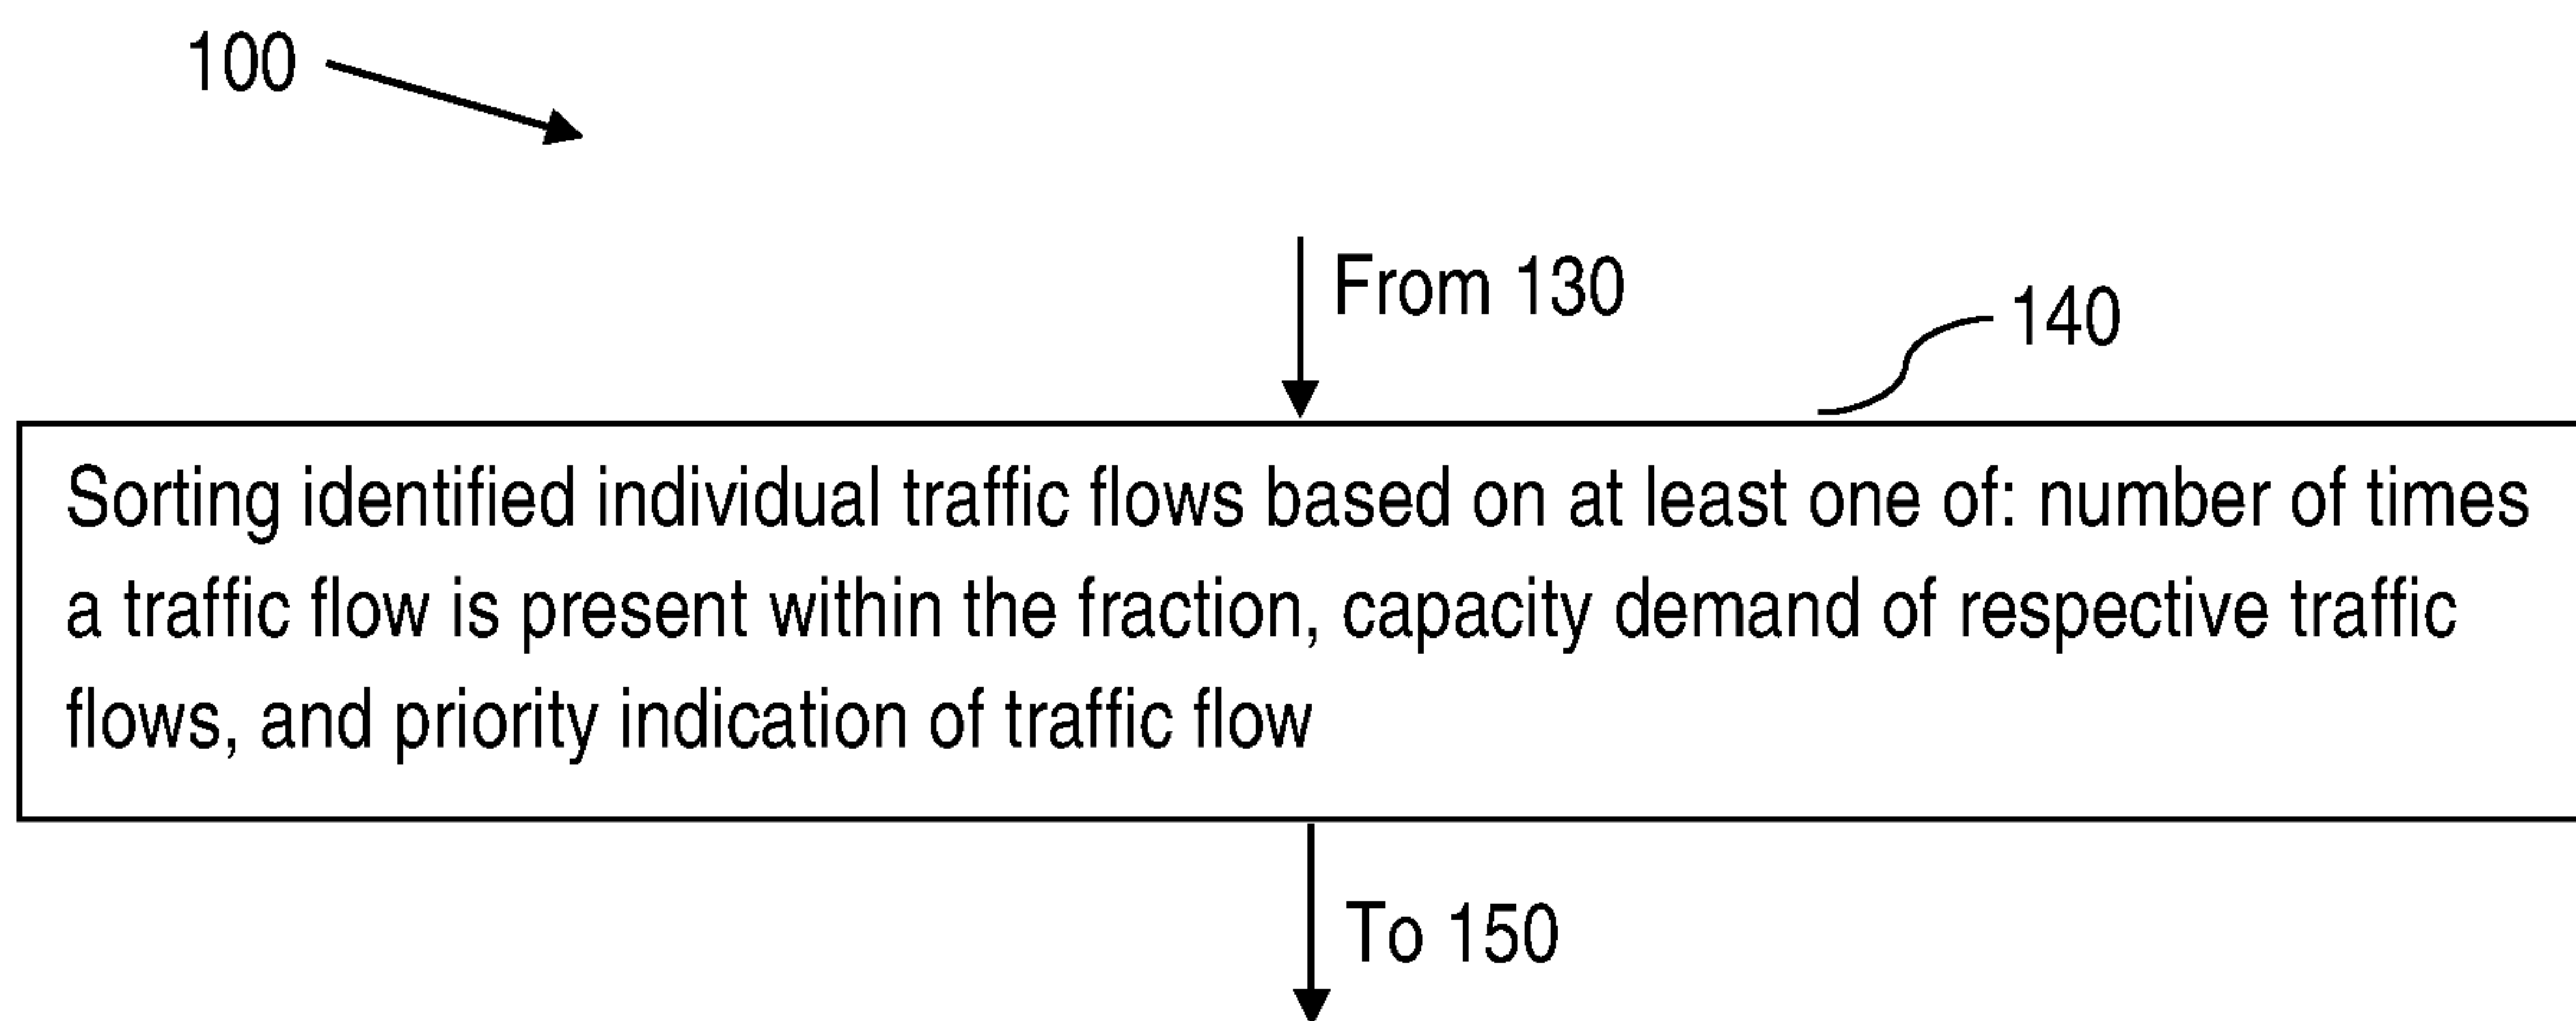 100
From 130
140
Sorting identified individual traffic flows based on at least one of: number of times
a traffic flow is present within the fraction, capacity demand of respective traffic
flows, and priority indication of traffic flow
To 150